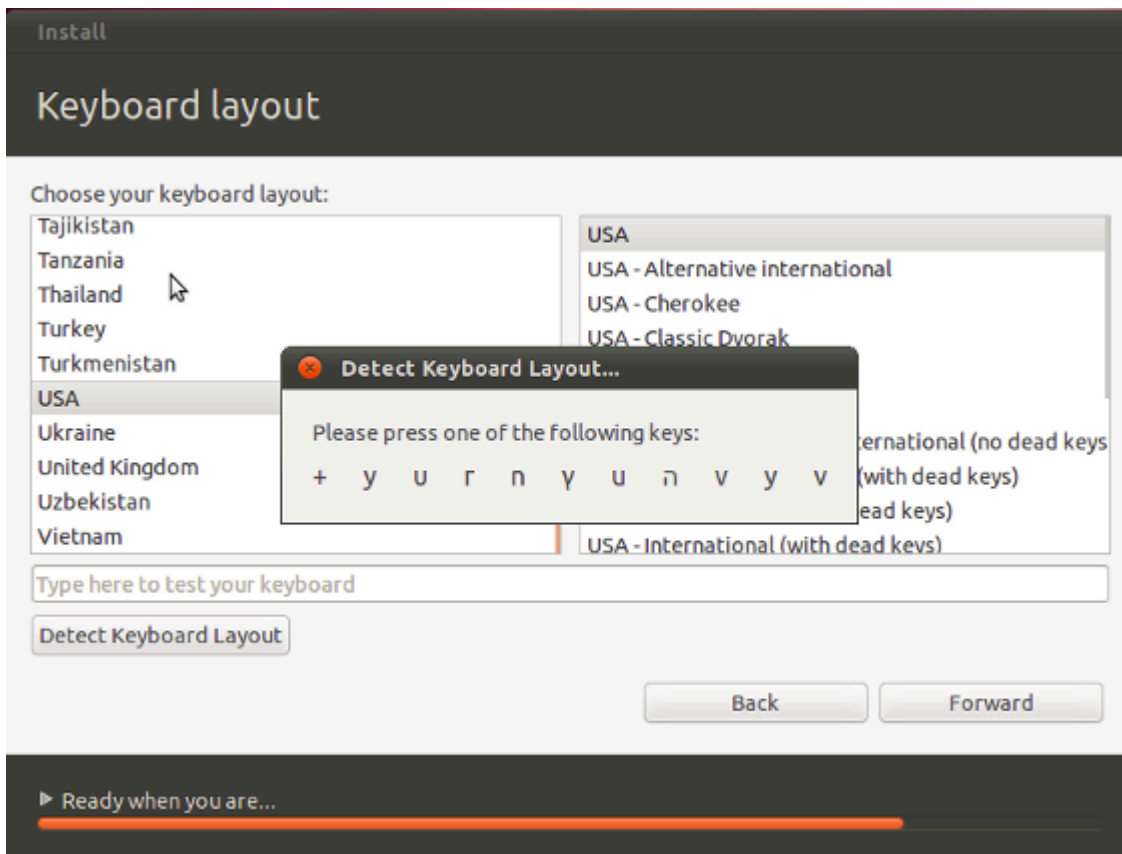 Install
Keyboard layout
Choose your keyboard layout:
Tajikistan
Tanzania
Thailand
Turkey
Turkmenistan
USA
Ukraine
United Kingdom
Uzbekistan
Vietnam
USA
USA - Alternative international
USA - Cherokee
USA - Classic Dvorak
ernational (no dead keys
(with dead keys)
ead keys)
USA - International (with dead keys)
Detect Keyboard Layout...
Please press one of the following keys:
+ y u r n γ u ה v y v
Type here to test your keyboard
Detect Keyboard Layout
Back Forward
Ready when you are...